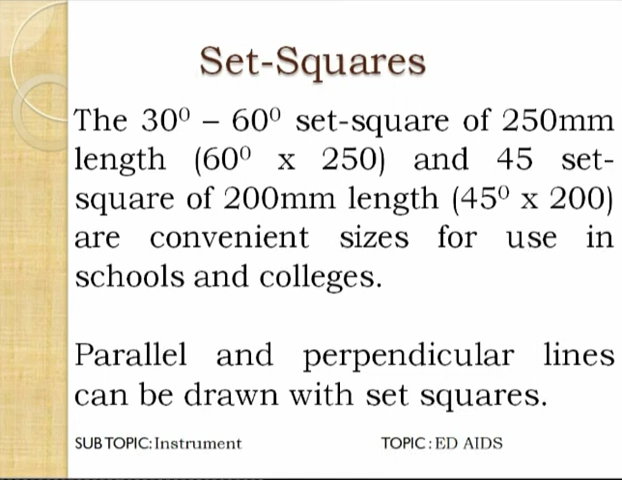 Set-Squares
The 30⁰ – 60⁰ set-square of 250mm
length (60⁰ x 250) and 45 set-
square of 200mm length (45⁰ x 200)
are convenient sizes for use in
schools and colleges.
Parallel and perpendicular lines
can be drawn with set squares.
SUB TOPIC: Instrument TOPIC : ED AIDS